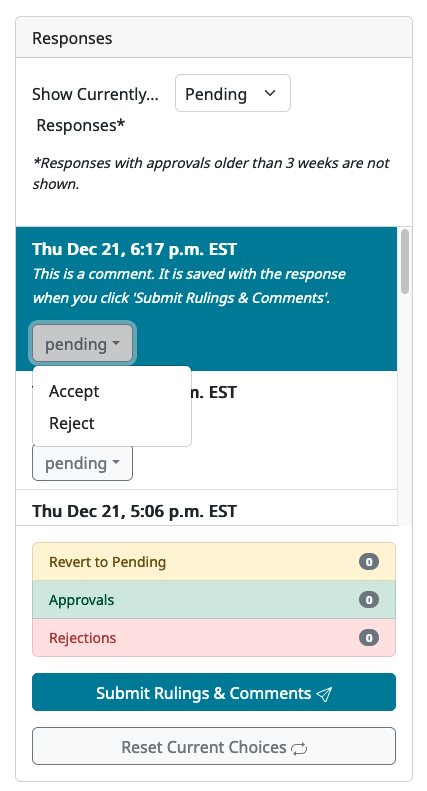 Responses
Show Currently... Pending
Responses*
*Responses with approvals older than 3 weeks are not
shown.
Thu Dec 21, 6:17 p.m. EST
This is a comment. It is saved with the response
when you click 'Submit Rulings & Comments'.
pending
m. EST
Accept
Reject
pending
Thu Dec 21, 5:06 p.m. EST
Revert to Pending 0
Approvals 0
Rejections 0
Submit Rulings & Comments
Reset Current Choices